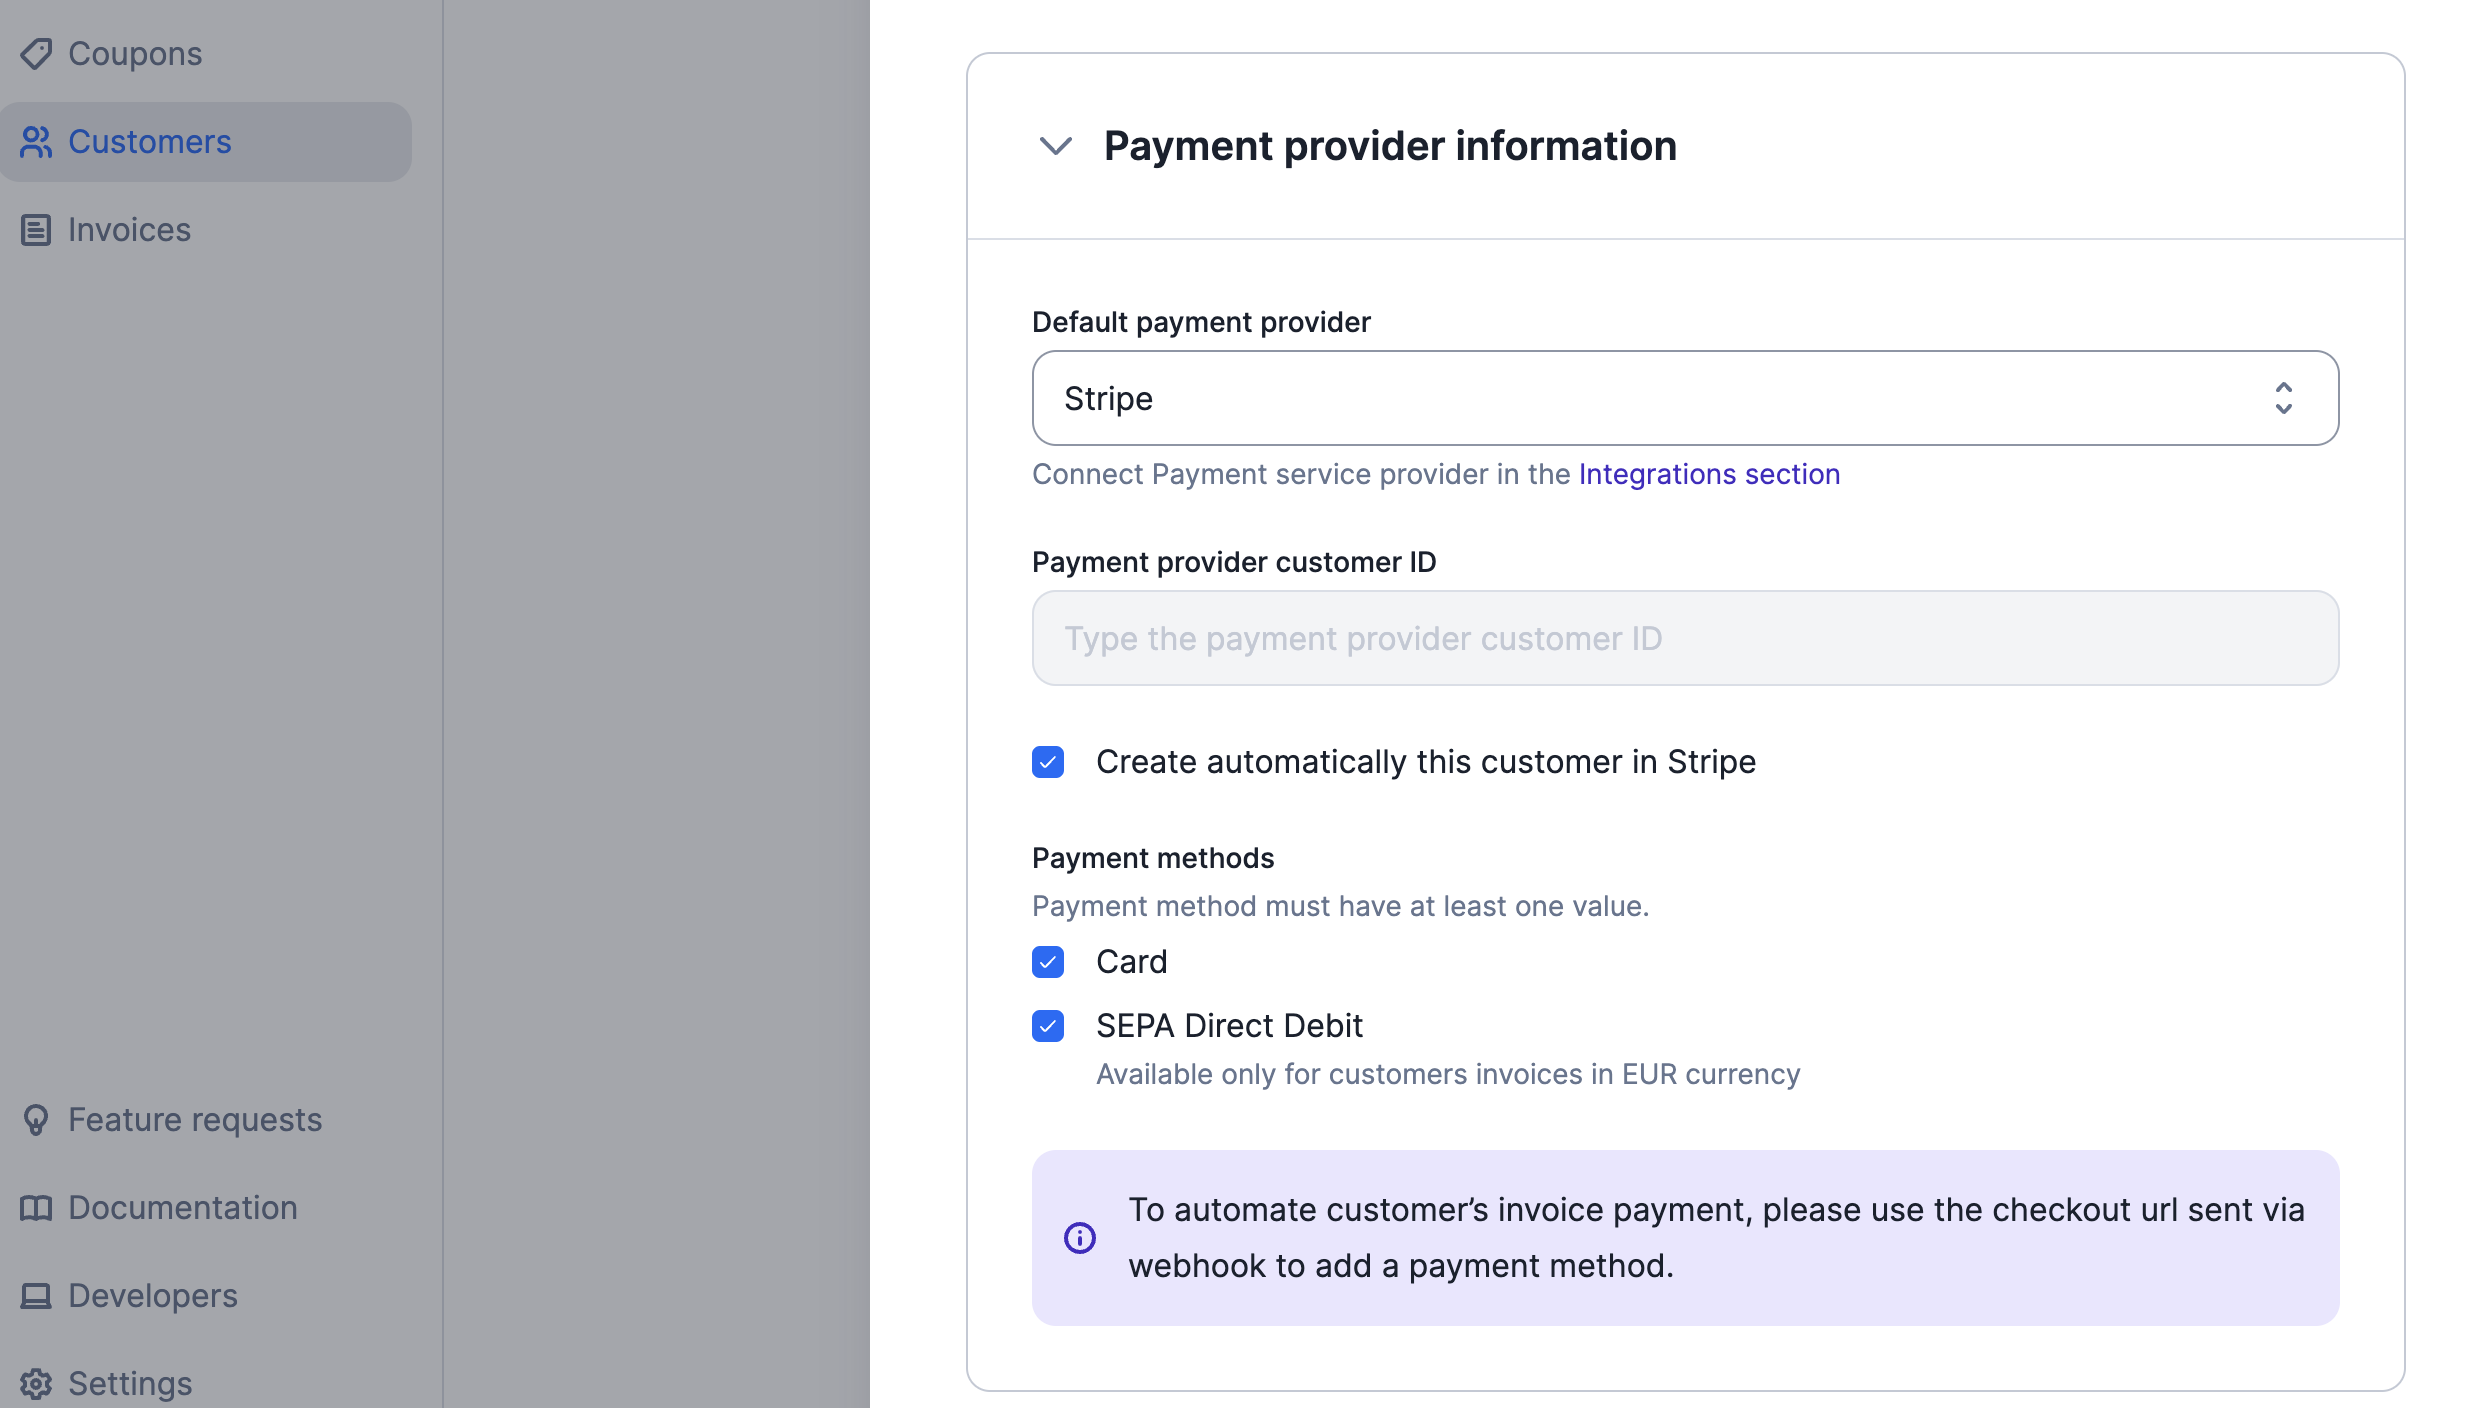 Coupons
Customers
Invoices
Feature requests
Documentation
Developers
Settings
Payment provider information
Default payment provider
Stripe
Connect Payment service provider in the Integrations section
Payment provider customer ID
Type the payment provider customer ID
Create automatically this customer in Stripe
Payment methods
Payment method must have at least one value.
Card
SEPA Direct Debit
Available only for customers invoices in EUR currency
To automate customer’s invoice payment, please use the checkout url sent via
webhook to add a payment method.